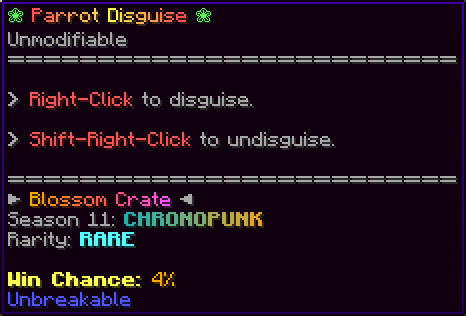 ❀ Parrot Disguise ❀
Unmodifiable
==============================
> Right-Click to disguise.
> Shift-Right-Click to undisguise.
==============================
► Blossom Crate ◄
Season 11: CHRONOPUNK
Rarity: RARE
Win Chance: 4%
Unbreakable